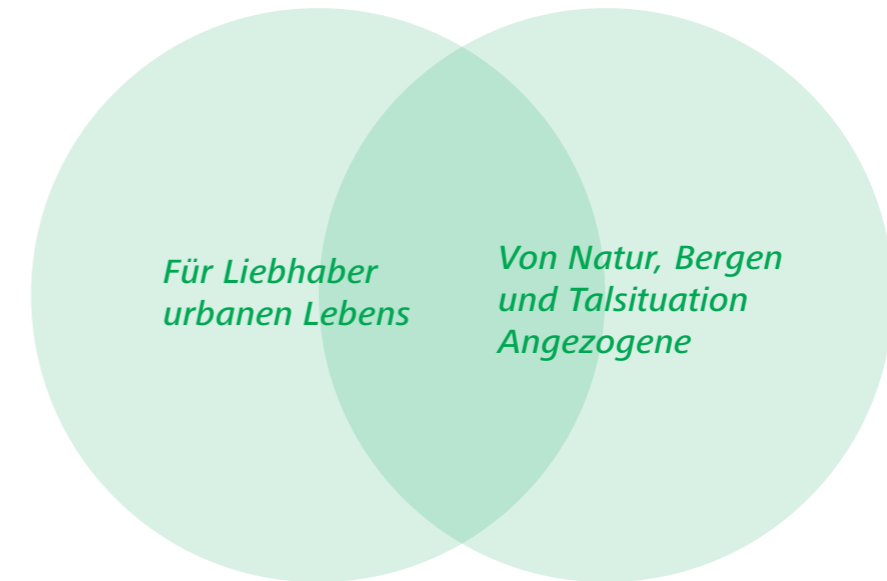 Für Liebhaber
urbanen Lebens
Von Natur, Bergen
und Talsituation
Angezogene